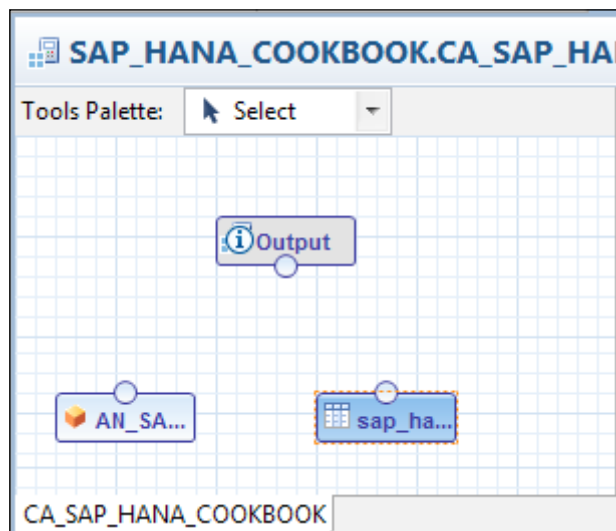 SAP_HANA_COOKBOOK.CA_SAP_HA
Tools Palette: Select
Output
AN_SA... sap_ha...
CA_SAP_HANA_COOKBOOK